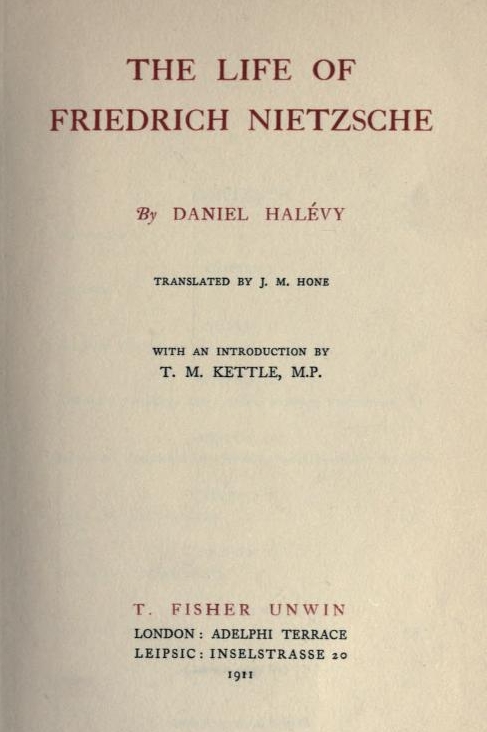 THE LIFE OF
FRIEDRICH NIETZSCHE
By DANIEL HALÉVY
TRANSLATED BY J. M. HONE
WITH AN INTRODUCTION BY
T. M. KETTLE, M.P.
T. FISHER UNWIN
LONDON: ADELPHI TERRACE
LEIPSIC: INSELSTRASSE 20
1911